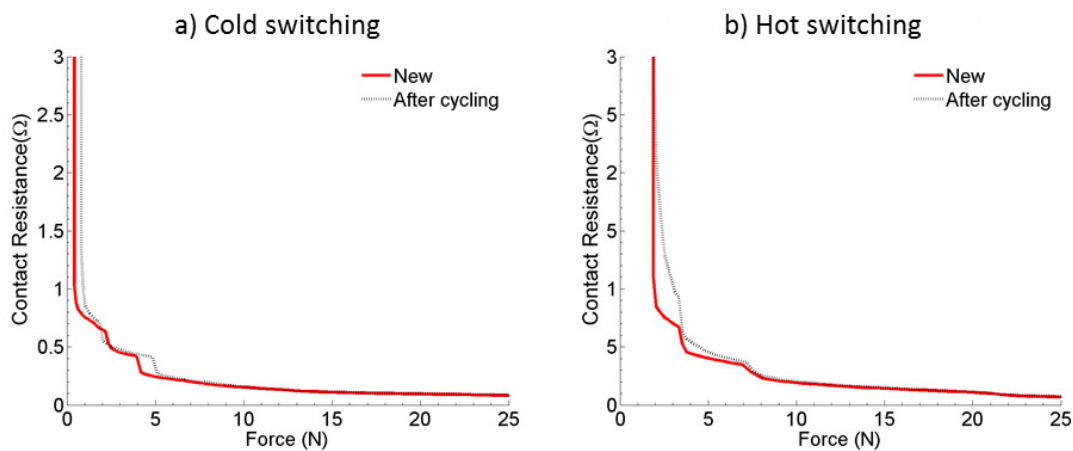 a) Cold switching
3
2.5
2
1.5
1
0.5
0
Contact Resistance(Ω)
New
After cycling
0 5 10 15 20 25
Force (N)
b) Hot switching
3
5
2
5
1
0.5
0
Contact Resistance(Ω)
New
After cycling
0 5 10 15 20 25
Force (N)